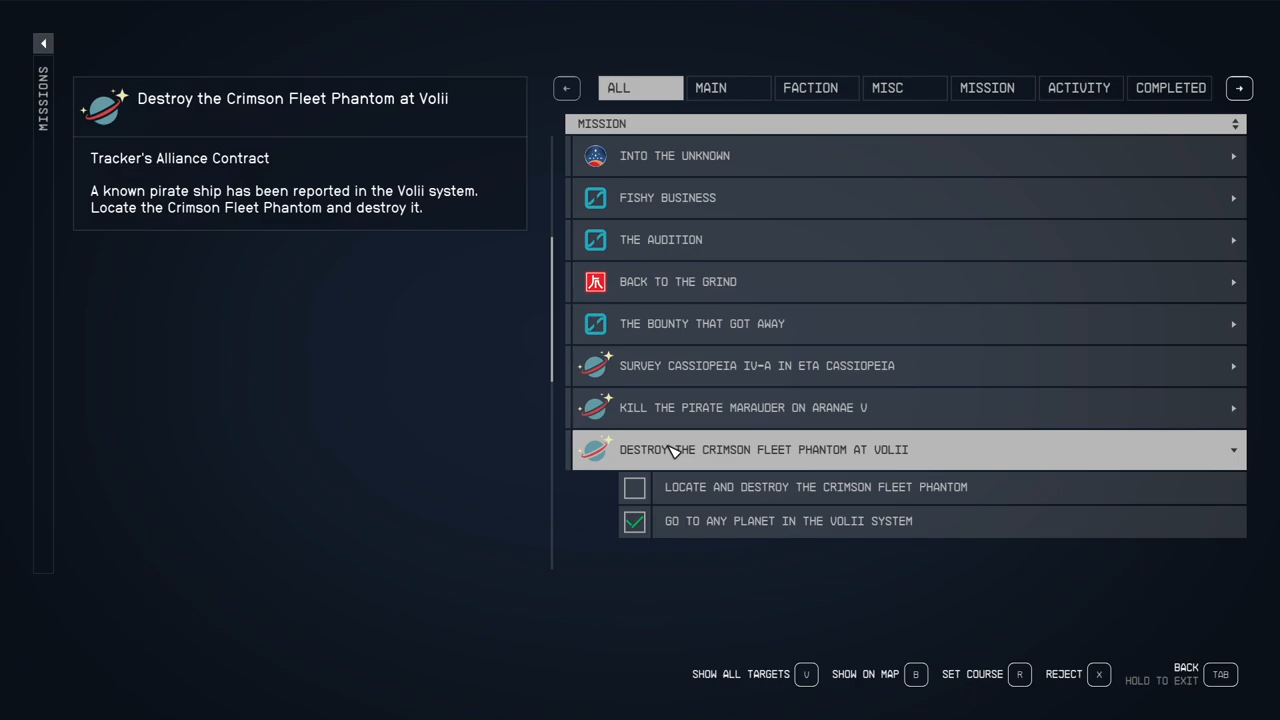 MISSIONS
Destroy the Crimson Fleet Phantom at Volii
Tracker's Alliance Contract
A known pirate ship has been reported in the Volii system.
Locate the Crimson Fleet Phantom and destroy it.
ALL
MAIN
FACTION
MISC
MISSION
ACTIVITY
COMPLETED
MISSION
INTO THE UNKNOWN
FISHY BUSINESS
THE AUDITION
BACK TO THE GRIND
THE BOUNTY THAT GOT AWAY
SURVEY CASSIOPEIA IV-A IN ETA CASSIOPEIA
KILL THE PIRATE MARAUDER ON ARANAE V
DESTROY THE CRIMSON FLEET PHANTOM AT VOLII
LOCATE AND DESTROY THE CRIMSON FLEET PHANTOM
GO TO ANY PLANET IN THE VOLII SYSTEM
SHOW ALL TARGETS V
SHOW ON MAP B
SET COURSE R
REJECT X
BACK
HOLD TO EXIT
TAB